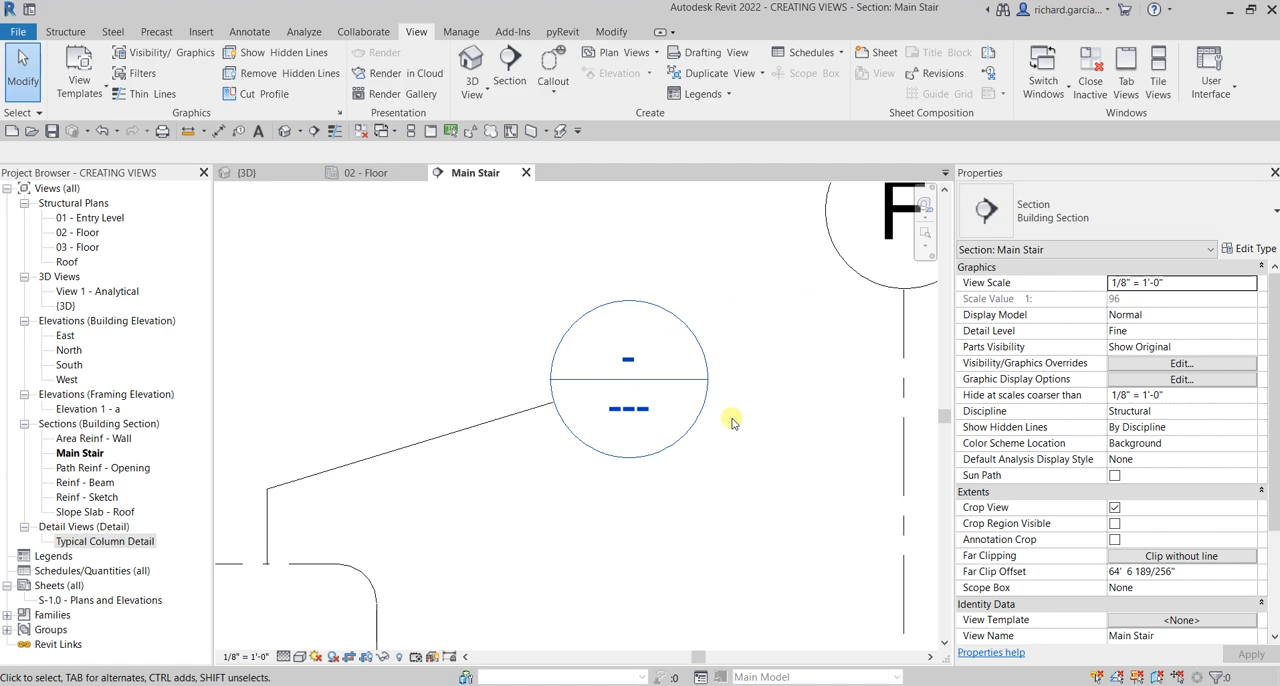 Autodesk Revit 2022 - CREATING VIEWS - Section: Main Stair
richard.garcia...
File Structure Steel Precast Insert Annotate Analyze Collaborate View Manage Add-Ins pyRevit Modify
Modify
Select
View
Templates
Visibility/ Graphics
Filters
Thin Lines
Show Hidden Lines
Remove Hidden Lines
Cut Profile
Graphics
Render
Render in Cloud
Render Gallery
Presentation
3D
View
Section
Callout
Plan Views
Elevation
Drafting View
Duplicate View
Legends
Schedules
Scope Box
Create
Sheet
View
Title Block
Revisions
Guide Grid
Sheet Composition
Switch
Windows
Close
Inactive
Tab
Views
Tile
Views
Windows
User
Interface
Project Browser - CREATING VIEWS
{3D}
02 - Floor
Main Stair
Properties
Views (all)
Structural Plans
01 - Entry Level
02 - Floor
03 - Floor
Roof
3D Views
View 1 - Analytical
{3D}
Elevations (Building Elevation)
East
North
South
West
Elevations (Framing Elevation)
Elevation 1 - a
Sections (Building Section)
Area Reinf - Wall
Main Stair
Path Reinf - Opening
Reinf - Beam
Reinf - Sketch
Slope Slab - Roof
Detail Views (Detail)
Typical Column Detail
Legends
Schedules/Quantities (all)
Sheets (all)
S-1.0 - Plans and Elevations
Families
Groups
Revit Links
F
-
---
Section
Building Section
Section: Main Stair
Edit Type
Graphics
View Scale 1/8" = 1'-0"
Scale Value 1: 96
Display Model Normal
Detail Level Fine
Parts Visibility Show Original
Visibility/Graphics Overrides Edit...
Graphic Display Options Edit...
Hide at scales coarser than 1/8" = 1'-0"
Discipline Structural
Show Hidden Lines By Discipline
Color Scheme Location Background
Default Analysis Display Style None
Sun Path
Extents
Crop View
Crop Region Visible
Annotation Crop
Far Clipping Clip without line
Far Clip Offset 64' 6 189/256"
Scope Box None
Identity Data
View Template <None>
View Name Main Stair
Properties help
Apply
1/8" = 1'-0"
Click to select, TAB for alternates, CTRL adds, SHIFT unselects.
:0
Main Model
:0